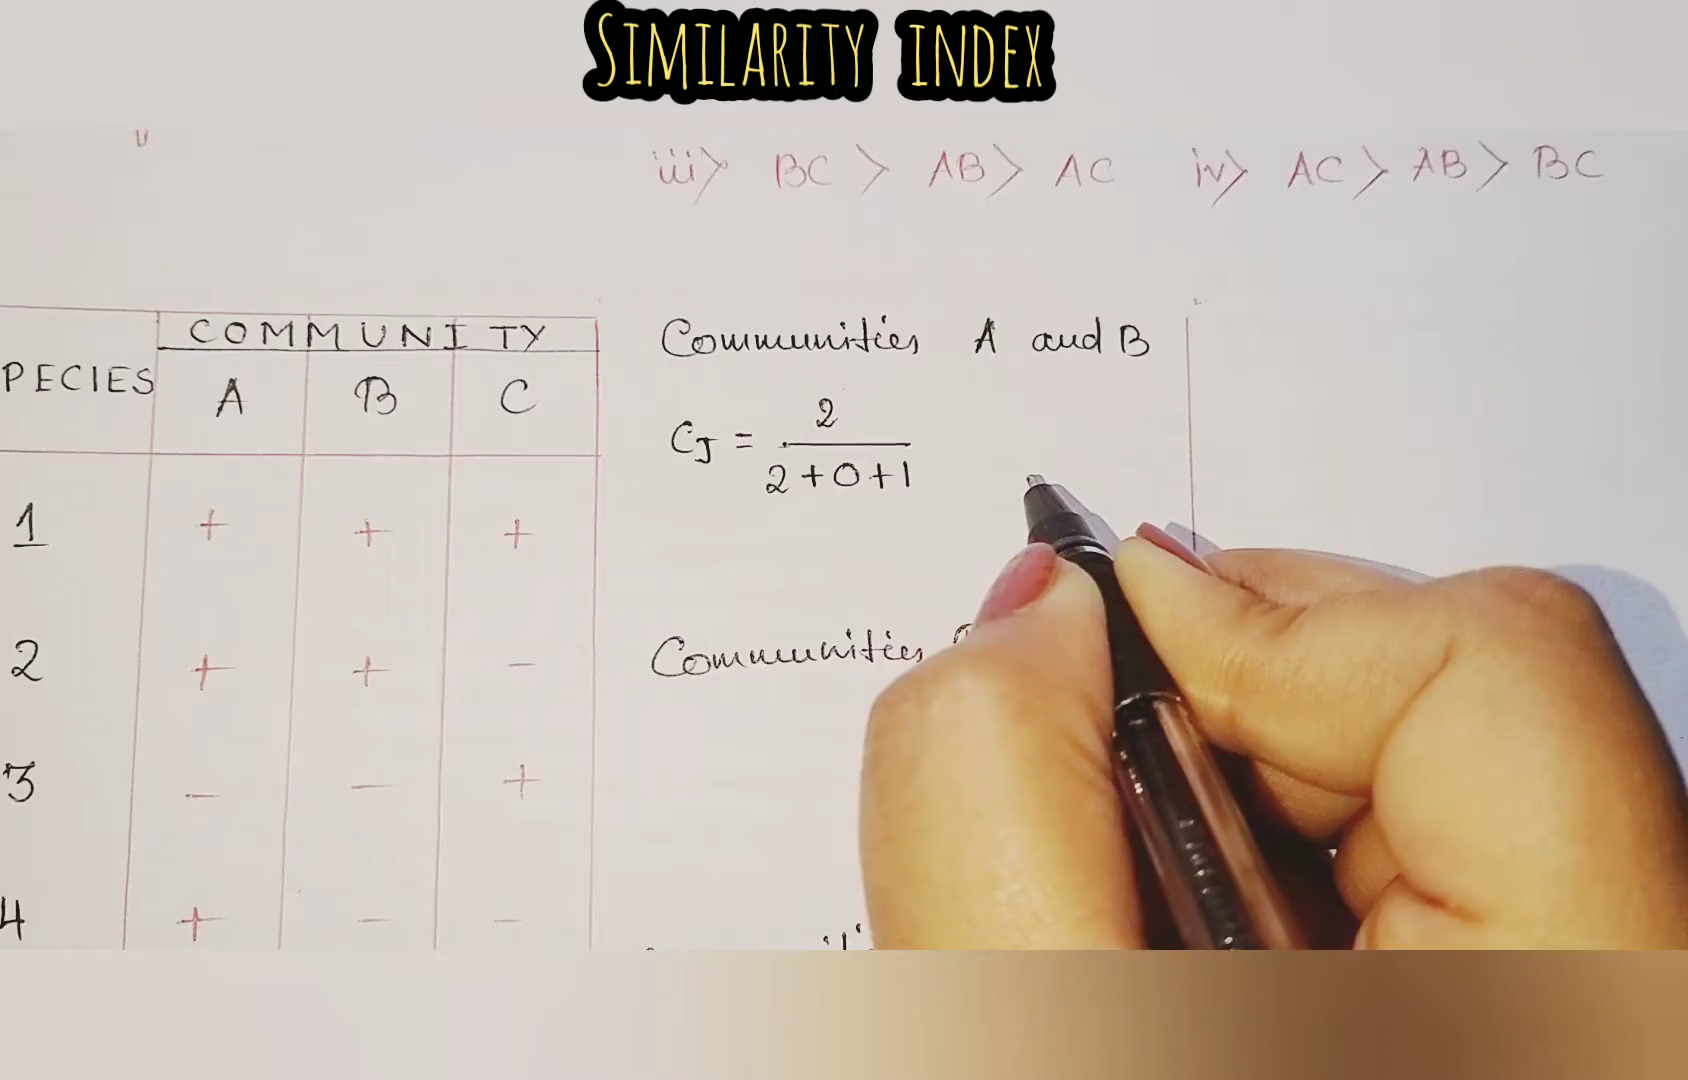 SIMILARITY INDEX
iii> BC > AB > AC iv> AC > AB > BC
COMMUNITY
PECIES A B C
1 + + +
2 + + -
3 - - +
4 + - -
Communities A and B
CJ = 2 / 2+0+1
Communities